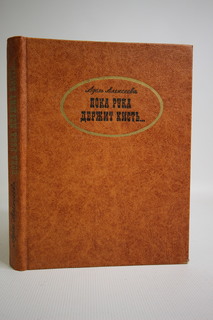 Адель Алексеева
ПОКА РУКА
ДЕРЖИТ КИСТЬ...